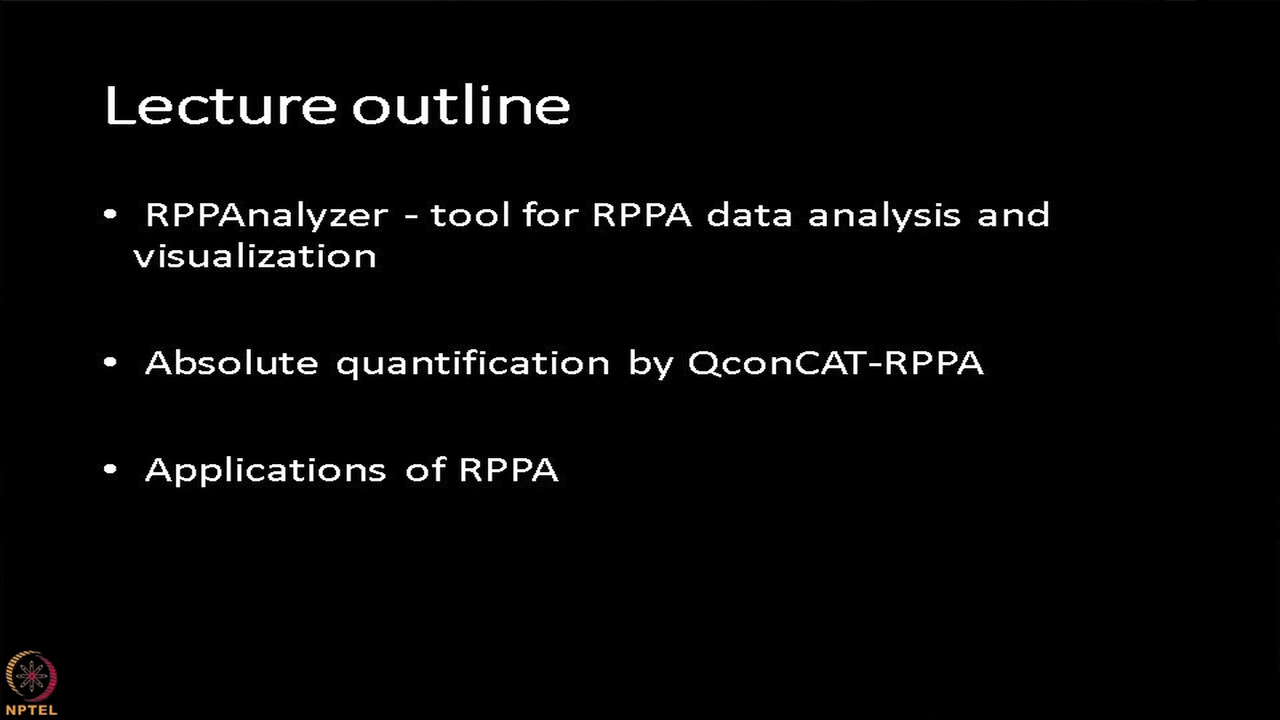 Lecture outline
• RPPAnalyzer - tool for RPPA data analysis and
visualization
• Absolute quantification by QconCAT-RPPA
• Applications of RPPA
NPTEL